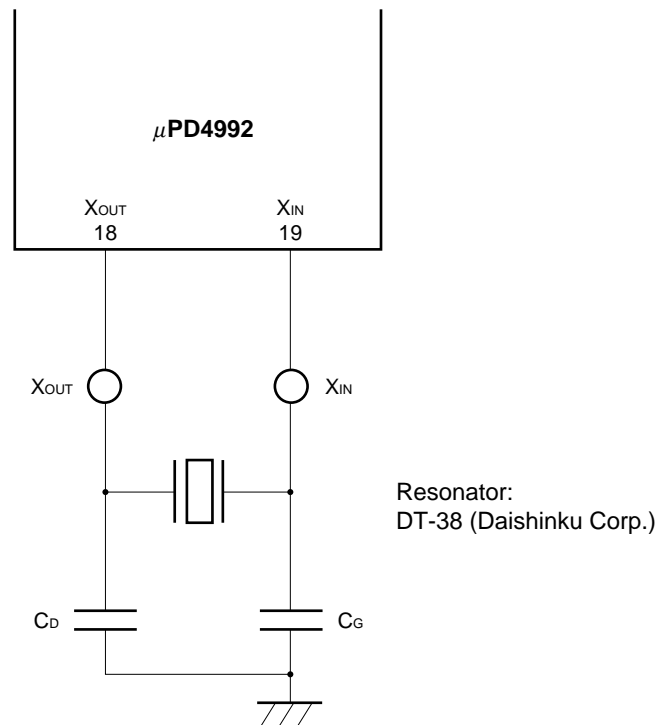 μPD4992
XOUT XIN
18 19
XOUT XIN
Resonator:
DT-38 (Daishinku Corp.)
CD CG